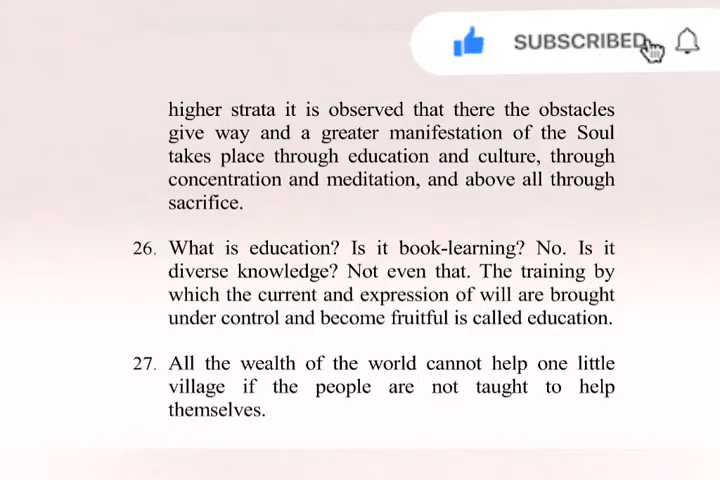 SUBSCRIBED
higher strata it is observed that there the obstacles
give way and a greater manifestation of the Soul
takes place through education and culture, through
concentration and meditation, and above all through
sacrifice.
26. What is education? Is it book-learning? No. Is it
diverse knowledge? Not even that. The training by
which the current and expression of will are brought
under control and become fruitful is called education.
27. All the wealth of the world cannot help one little
village if the people are not taught to help
themselves.